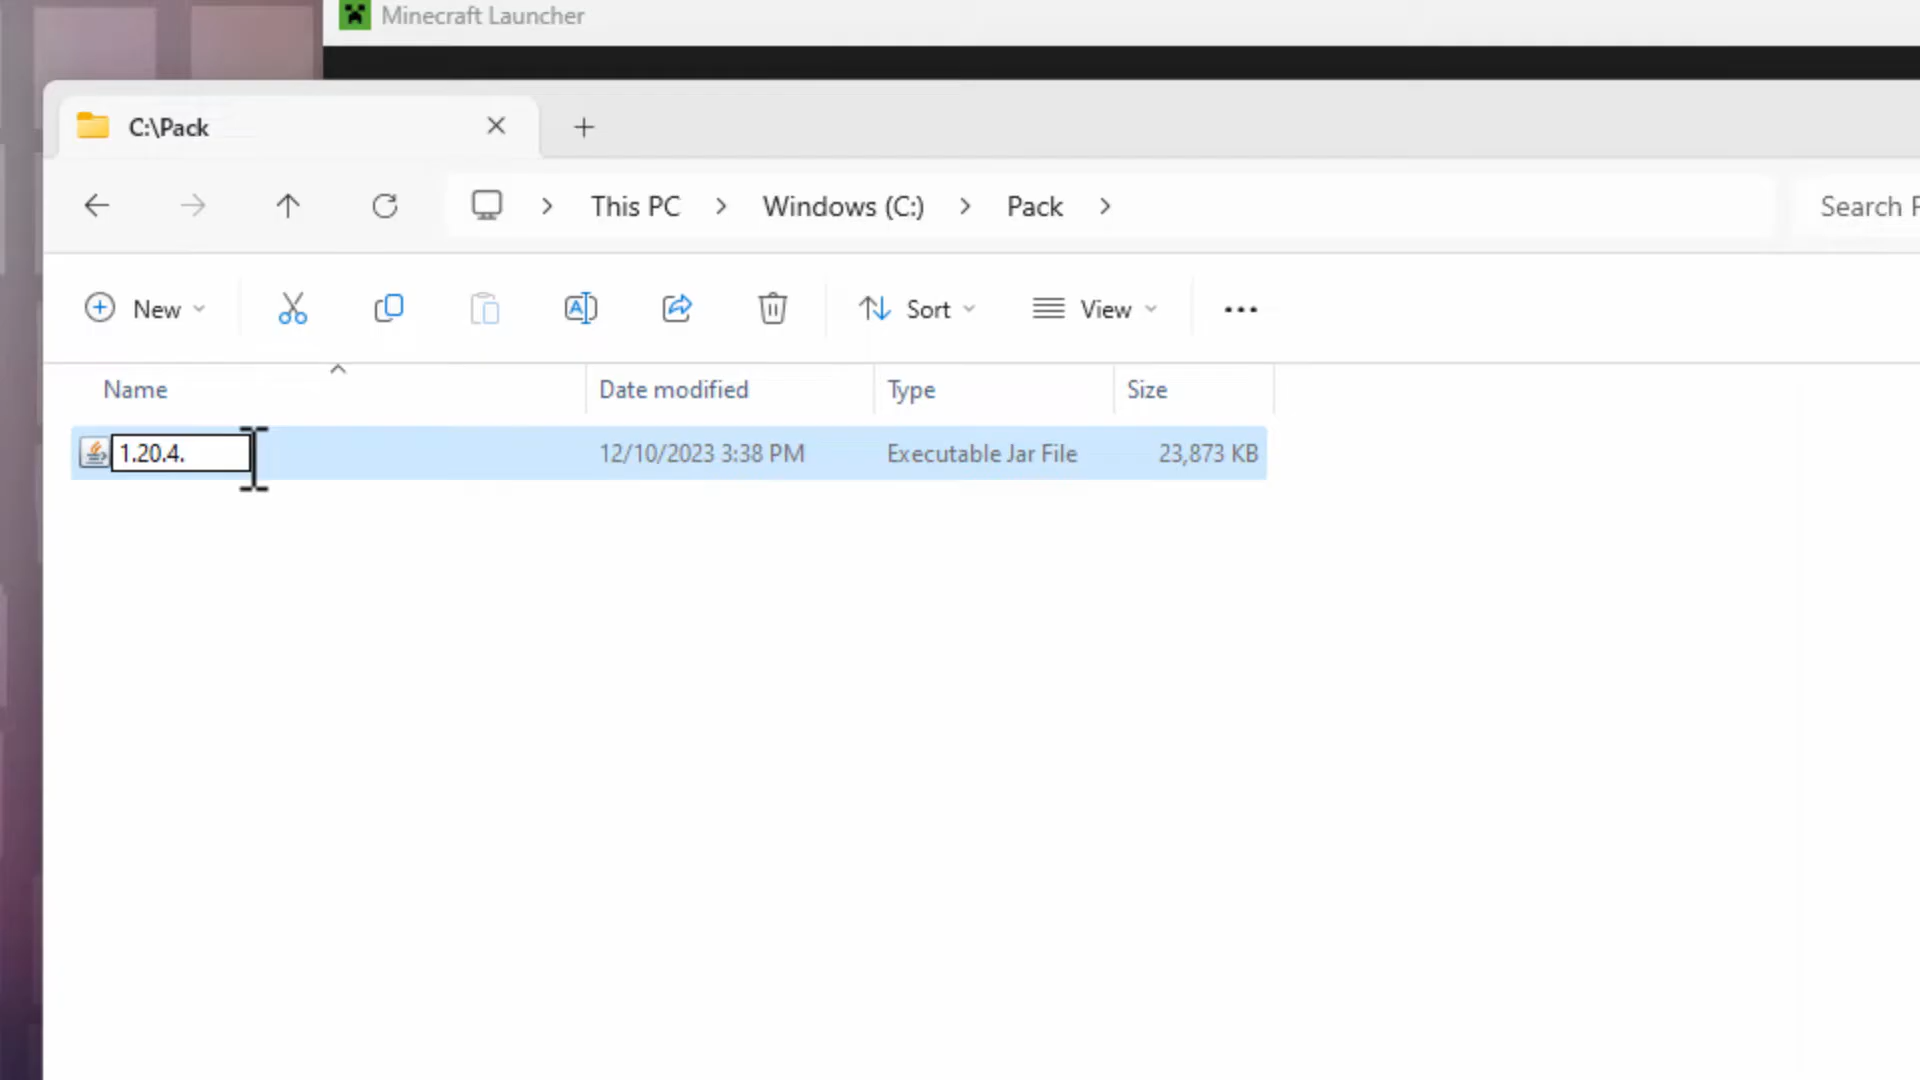 Minecraft Launcher
C:\Pack
This PC > Windows (C:) > Pack >
Search
New
Sort
View
Name
Date modified
Type
Size
1.20.4.
12/10/2023 3:38 PM
Executable Jar File
23,873 KB